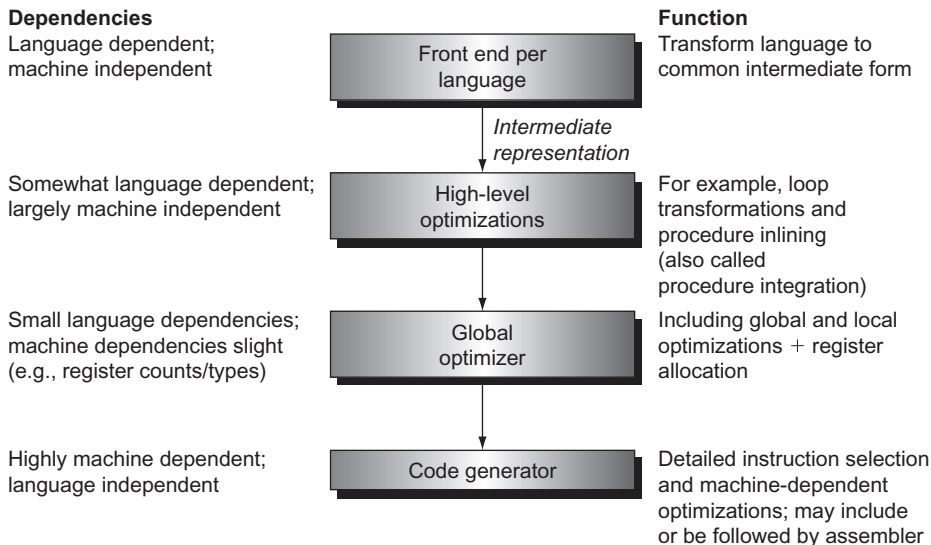 Dependencies
Language dependent;
machine independent
Front end per
language
Function
Transform language to
common intermediate form
Intermediate
representation
Somewhat language dependent;
largely machine independent
High-level
optimizations
For example, loop
transformations and
procedure inlining
(also called
procedure integration)
Small language dependencies;
machine dependencies slight
(e.g., register counts/types)
Global
optimizer
Including global and local
optimizations + register
allocation
Highly machine dependent;
language independent
Code generator
Detailed instruction selection
and machine-dependent
optimizations; may include
or be followed by assembler